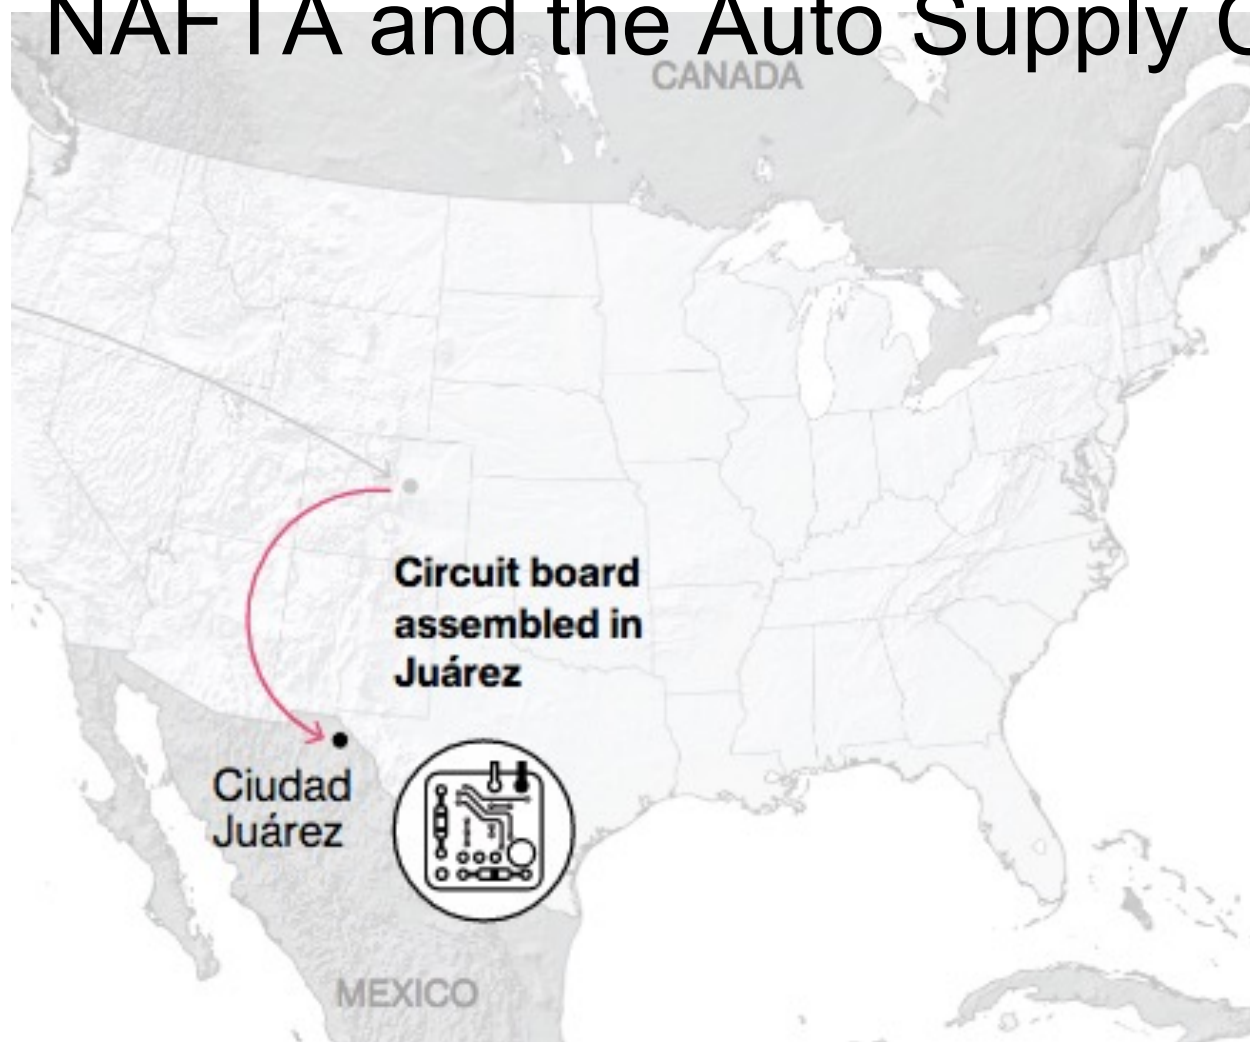 NAFTA and the Auto Supply
CANADA
Circuit board
assembled in
Juárez
Ciudad
Juárez
MEXICO